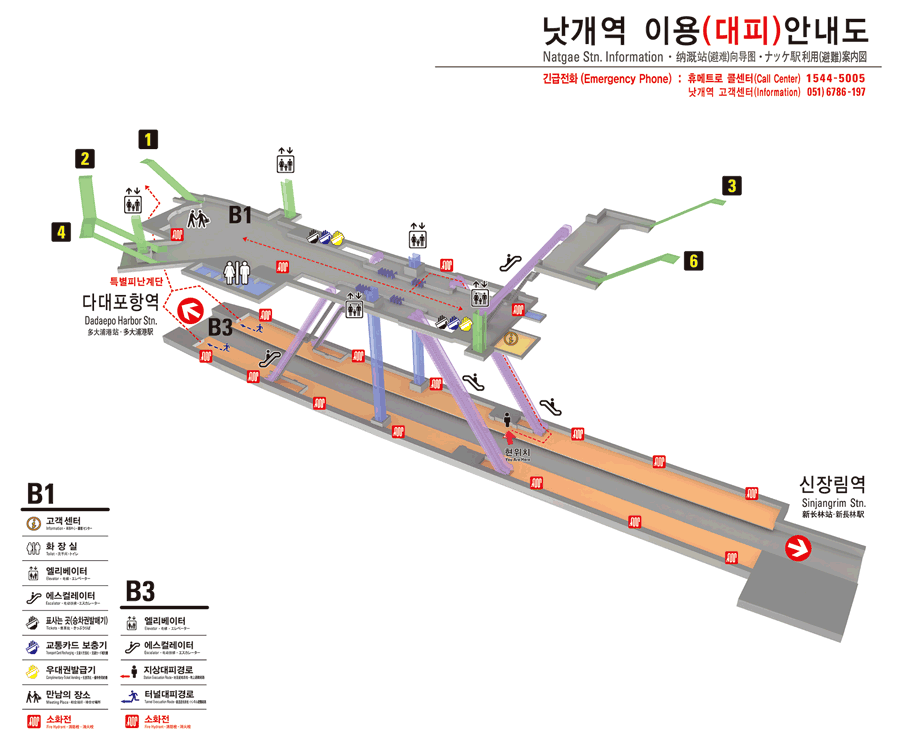 낫개역 이용(대피)안내도
Natgae Stn. Information · 纳溉站(避难)向导图 · ナッケ駅利用(避難)案内図
긴급전화 (Emergency Phone) : 휴메트로 콜센터(Call Center) 1544-5005
낫개역 고객센터(Information) 051) 6786-197
1
2
4
3
6
B1
특별피난계단
다대포항역
Dadaepo Harbor Stn.
多大浦港站·多大浦港駅
B3
현위치
You Are Here
신장림역
Sinjangrim Stn.
新长林站·新長林駅
B1
고객센터
화장실
엘리베이터
에스컬레이터
표사는 곳(승차권발매기)
교통카드 보충기
우대권발급기
만남의 장소
소화전
B3
엘리베이터
에스컬레이터
지상대피경로
터널대피경로
소화전